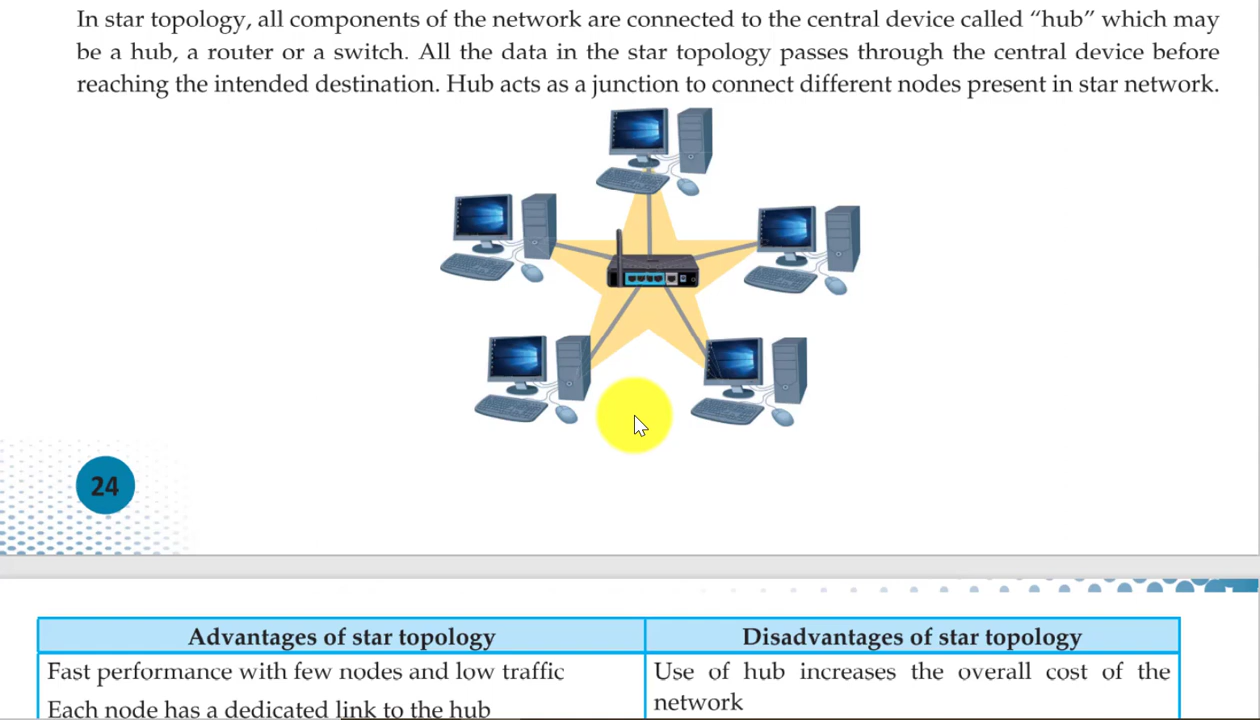 In star topology, all components of the network are connected to the central device called “hub” which may
be a hub, a router or a switch. All the data in the star topology passes through the central device before
reaching the intended destination. Hub acts as a junction to connect different nodes present in star network.
24
Advantages of star topology
Disadvantages of star topology
Fast performance with few nodes and low traffic
Each node has a dedicated link to the hub
Use of hub increases the overall cost of the
network